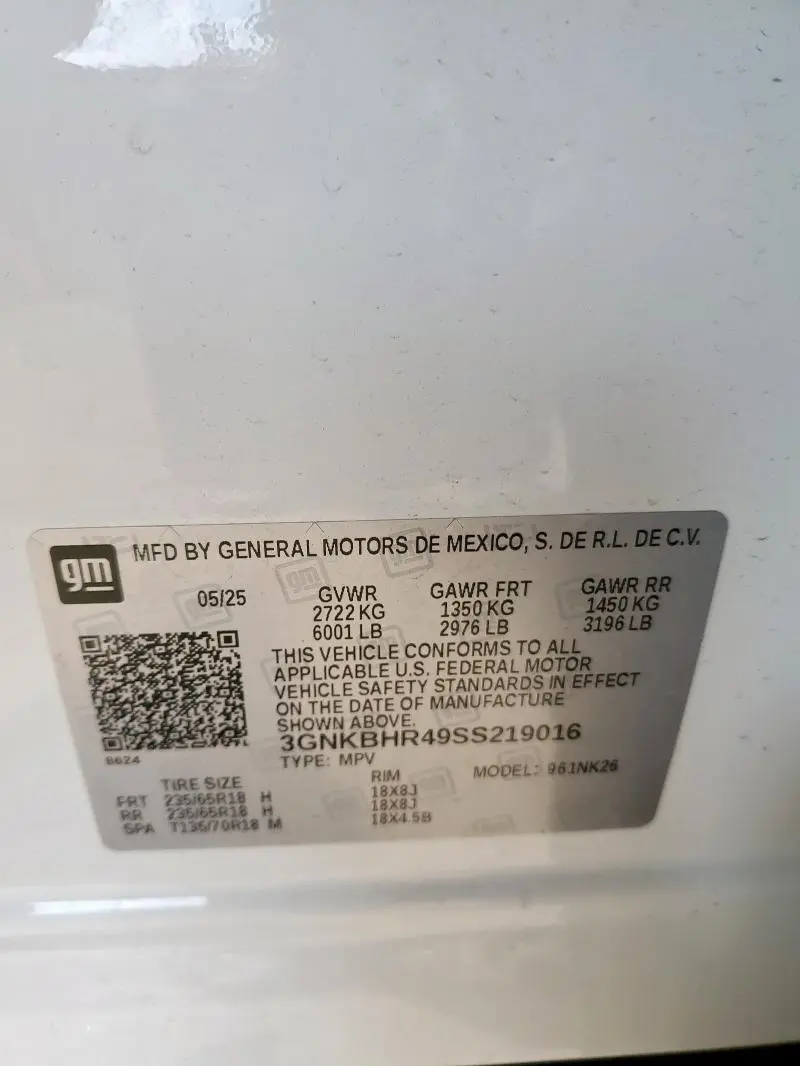 gm
MFD BY GENERAL MOTORS DE MEXICO, S. DE R.L. DE C.V.
05/25 GVWR GAWR FRT GAWR RR
2722 KG 1350 KG 1450 KG
6001 LB 2976 LB 3196 LB
THIS VEHICLE CONFORMS TO ALL
APPLICABLE U.S. FEDERAL MOTOR
VEHICLE SAFETY STANDARDS IN EFFECT
ON THE DATE OF MANUFACTURE
SHOWN ABOVE.
3GNKBHR49SS219016
8624
TYPE: MPV
TIRE SIZE RIM MODEL: 961NK26
FRT 235/65R18 H 18X8J
RR 235/65R18 H 18X8J
SPA T135/70R18 M 18X4.5B